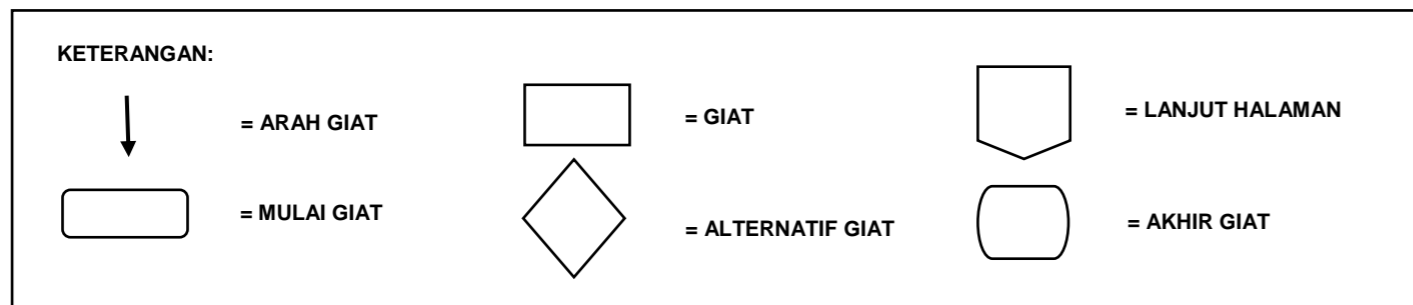 KETERANGAN:
= ARAH GIAT
= GIAT
= LANJUT HALAMAN
= MULAI GIAT
= ALTERNATIF GIAT
= AKHIR GIAT